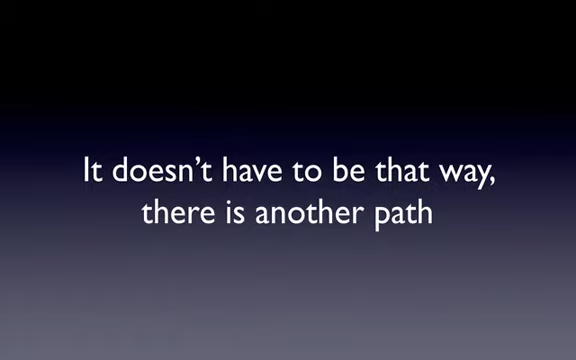 It doesn’t have to be that way,
there is another path